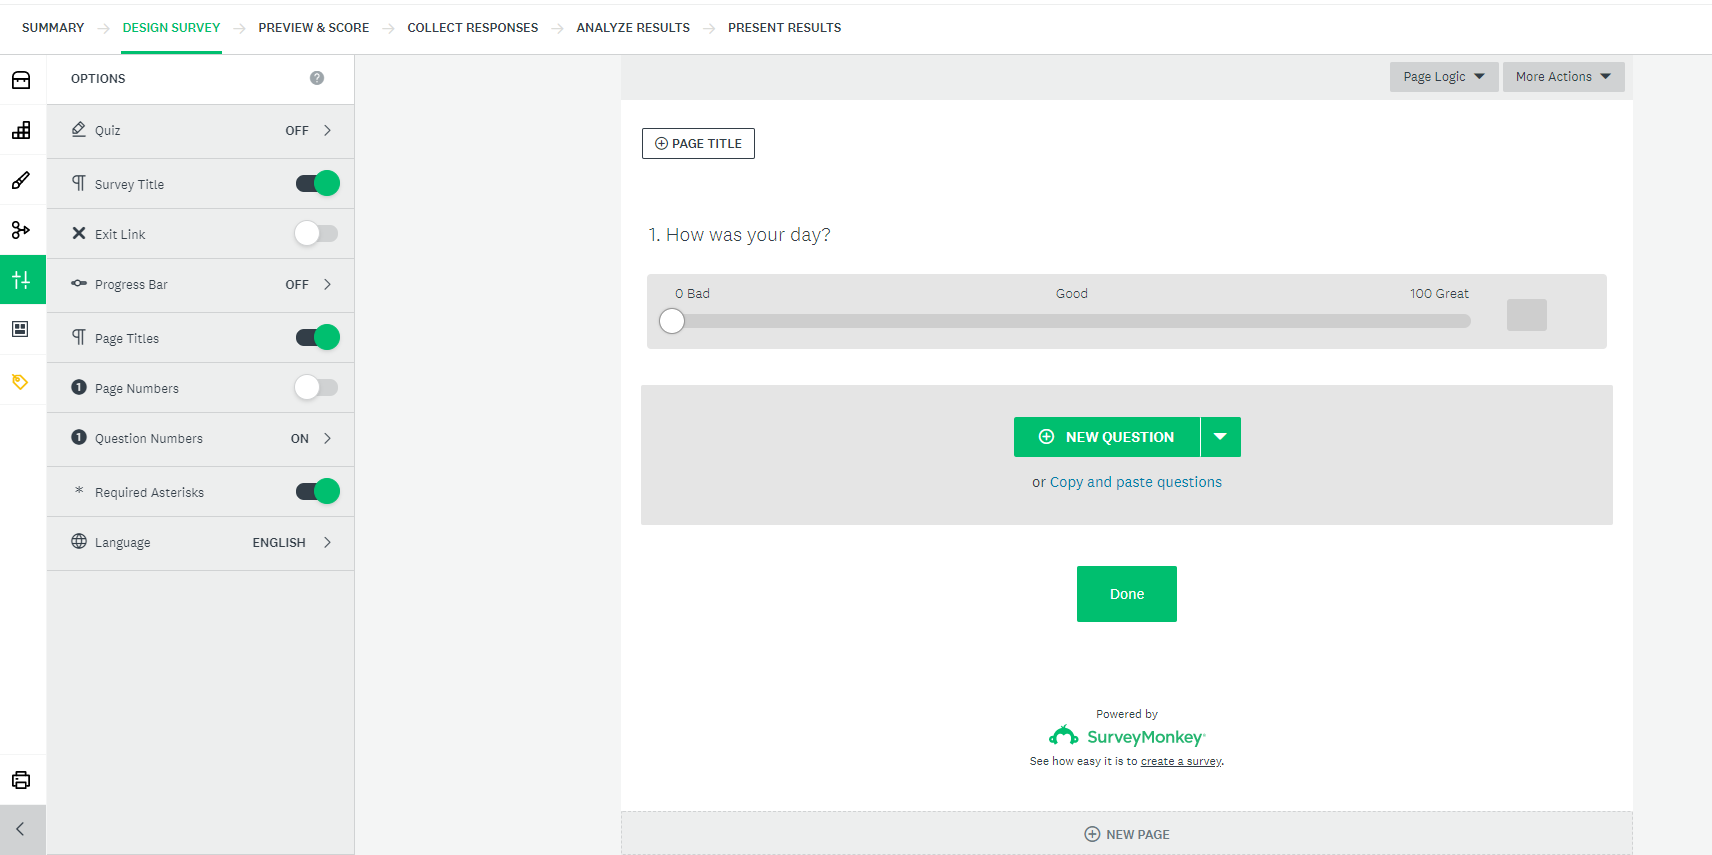 SUMMARY DESIGN SURVEY PREVIEW & SCORE COLLECT RESPONSES ANALYZE RESULTS PRESENT RESULTS
OPTIONS ?
Quiz OFF
Survey Title
Exit Link
Progress Bar OFF
Page Titles
1 Page Numbers
1 Question Numbers ON
* Required Asterisks
Language ENGLISH
Page Logic More Actions
PAGE TITLE
1. How was your day?
0 Bad Good 100 Great
NEW QUESTION
or Copy and paste questions
Done
Powered by
SurveyMonkey
See how easy it is to create a survey.
NEW PAGE